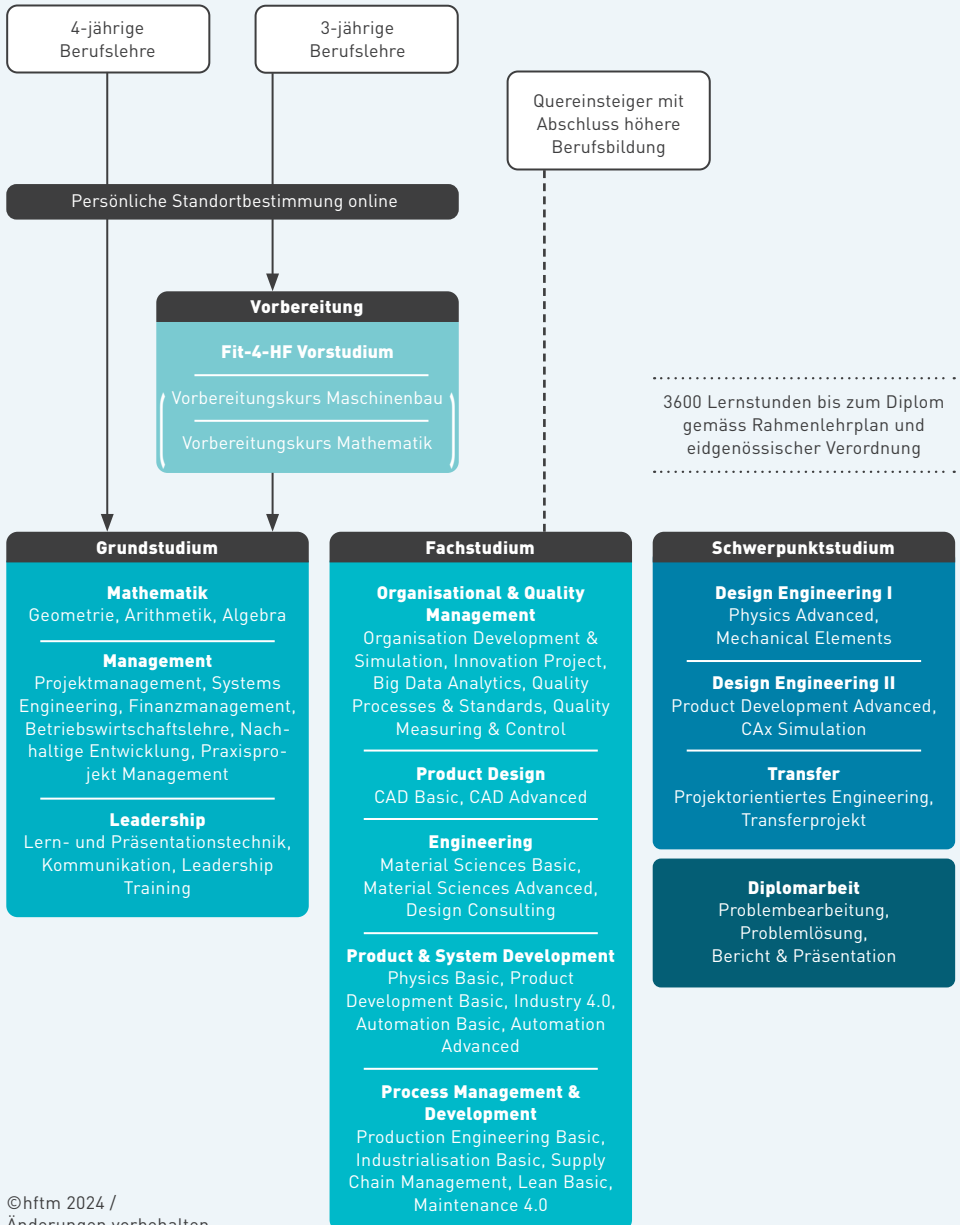 4-jährige
Berufslehre
3-jährige
Berufslehre
Quereinsteiger mit
Abschluss höhere
Berufsbildung
Persönliche Standortbestimmung online
Vorbereitung
Fit-4-HF Vorstudium
Vorbereitungskurs Maschinenbau
Vorbereitungskurs Mathematik
3600 Lernstunden bis zum Diplom
gemäss Rahmenlehrplan und
eidgenössischer Verordnung
Grundstudium
Mathematik
Geometrie, Arithmetik, Algebra
Management
Projektmanagement, Systems
Engineering, Finanzmanagement,
Betriebswirtschaftslehre, Nach-
haltige Entwicklung, Praxispro-
jekt Management
Leadership
Lern- und Präsentationstechnik,
Kommunikation, Leadership
Training
Fachstudium
Organisational & Quality
Management
Organisation Development &
Simulation, Innovation Project,
Big Data Analytics, Quality
Processes & Standards, Quality
Measuring & Control
Product Design
CAD Basic, CAD Advanced
Engineering
Material Sciences Basic,
Material Sciences Advanced,
Design Consulting
Product & System Development
Physics Basic, Product
Development Basic, Industry 4.0,
Automation Basic, Automation
Advanced
Process Management &
Development
Production Engineering Basic,
Industrialisation Basic, Supply
Chain Management, Lean Basic,
Maintenance 4.0
Schwerpunktstudium
Design Engineering I
Physics Advanced,
Mechanical Elements
Design Engineering II
Product Development Advanced,
CAx Simulation
Transfer
Projektorientiertes Engineering,
Transferprojekt
Diplomarbeit
Problembearbeitung,
Problemlösung,
Bericht & Präsentation
©hftm 2024 /
Änderungen vorbehalten